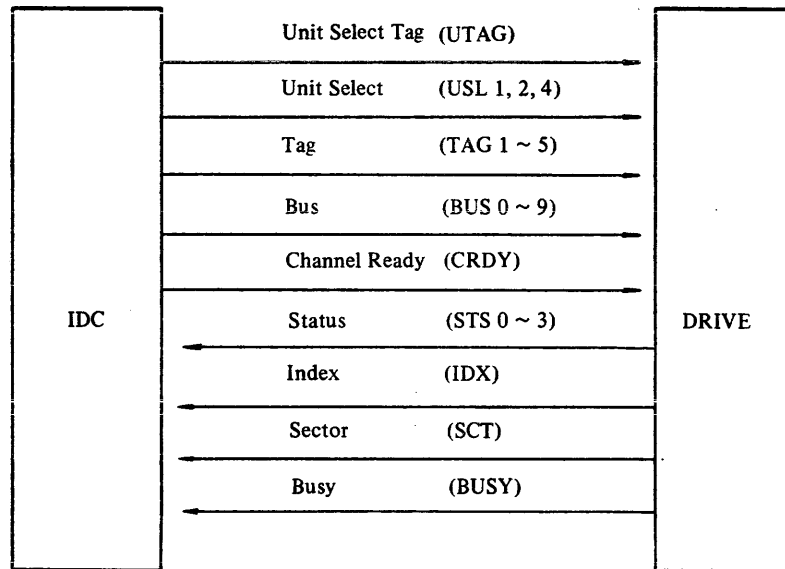 Unit Select Tag (UTAG)
Unit Select (USL 1, 2, 4)
Tag (TAG 1 ~ 5)
Bus (BUS 0 ~ 9)
Channel Ready (CRDY)
IDC Status (STS 0 ~ 3) DRIVE
Index (IDX)
Sector (SCT)
Busy (BUSY)